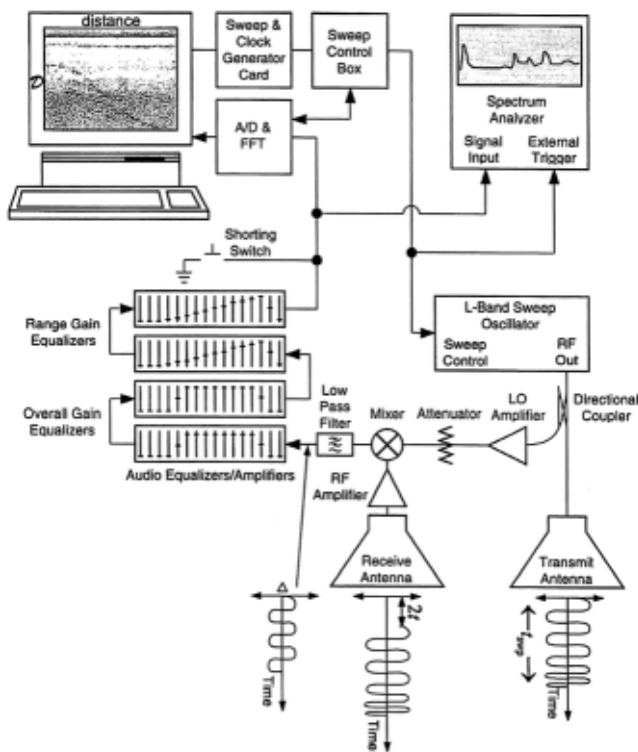 distance
D
Sweep &
Clock
Generator
Card
Sweep
Control
Box
A/D &
FFT
Spectrum
Analyzer
Signal
Input
External
Trigger
Shorting
Switch
Range Gain
Equalizers
Overall Gain
Equalizers
Audio Equalizers/Amplifiers
L-Band Sweep
Oscillator
Sweep
Control
RF
Out
Low
Pass
Filter
Mixer
Attenuator
LO
Amplifier
Directional
Coupler
RF
Amplifier
Receive
Antenna
Transmit
Antenna
Δ
2t
t swp
Time
Time
Time